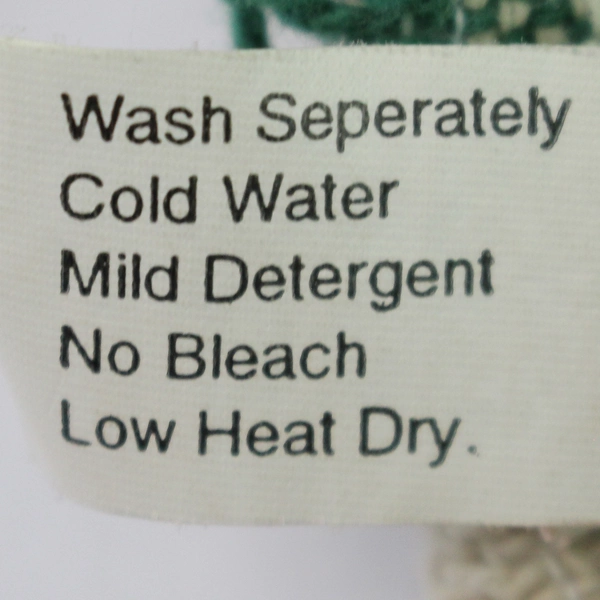 Wash Seperately
Cold Water
Mild Detergent
No Bleach
Low Heat Dry.